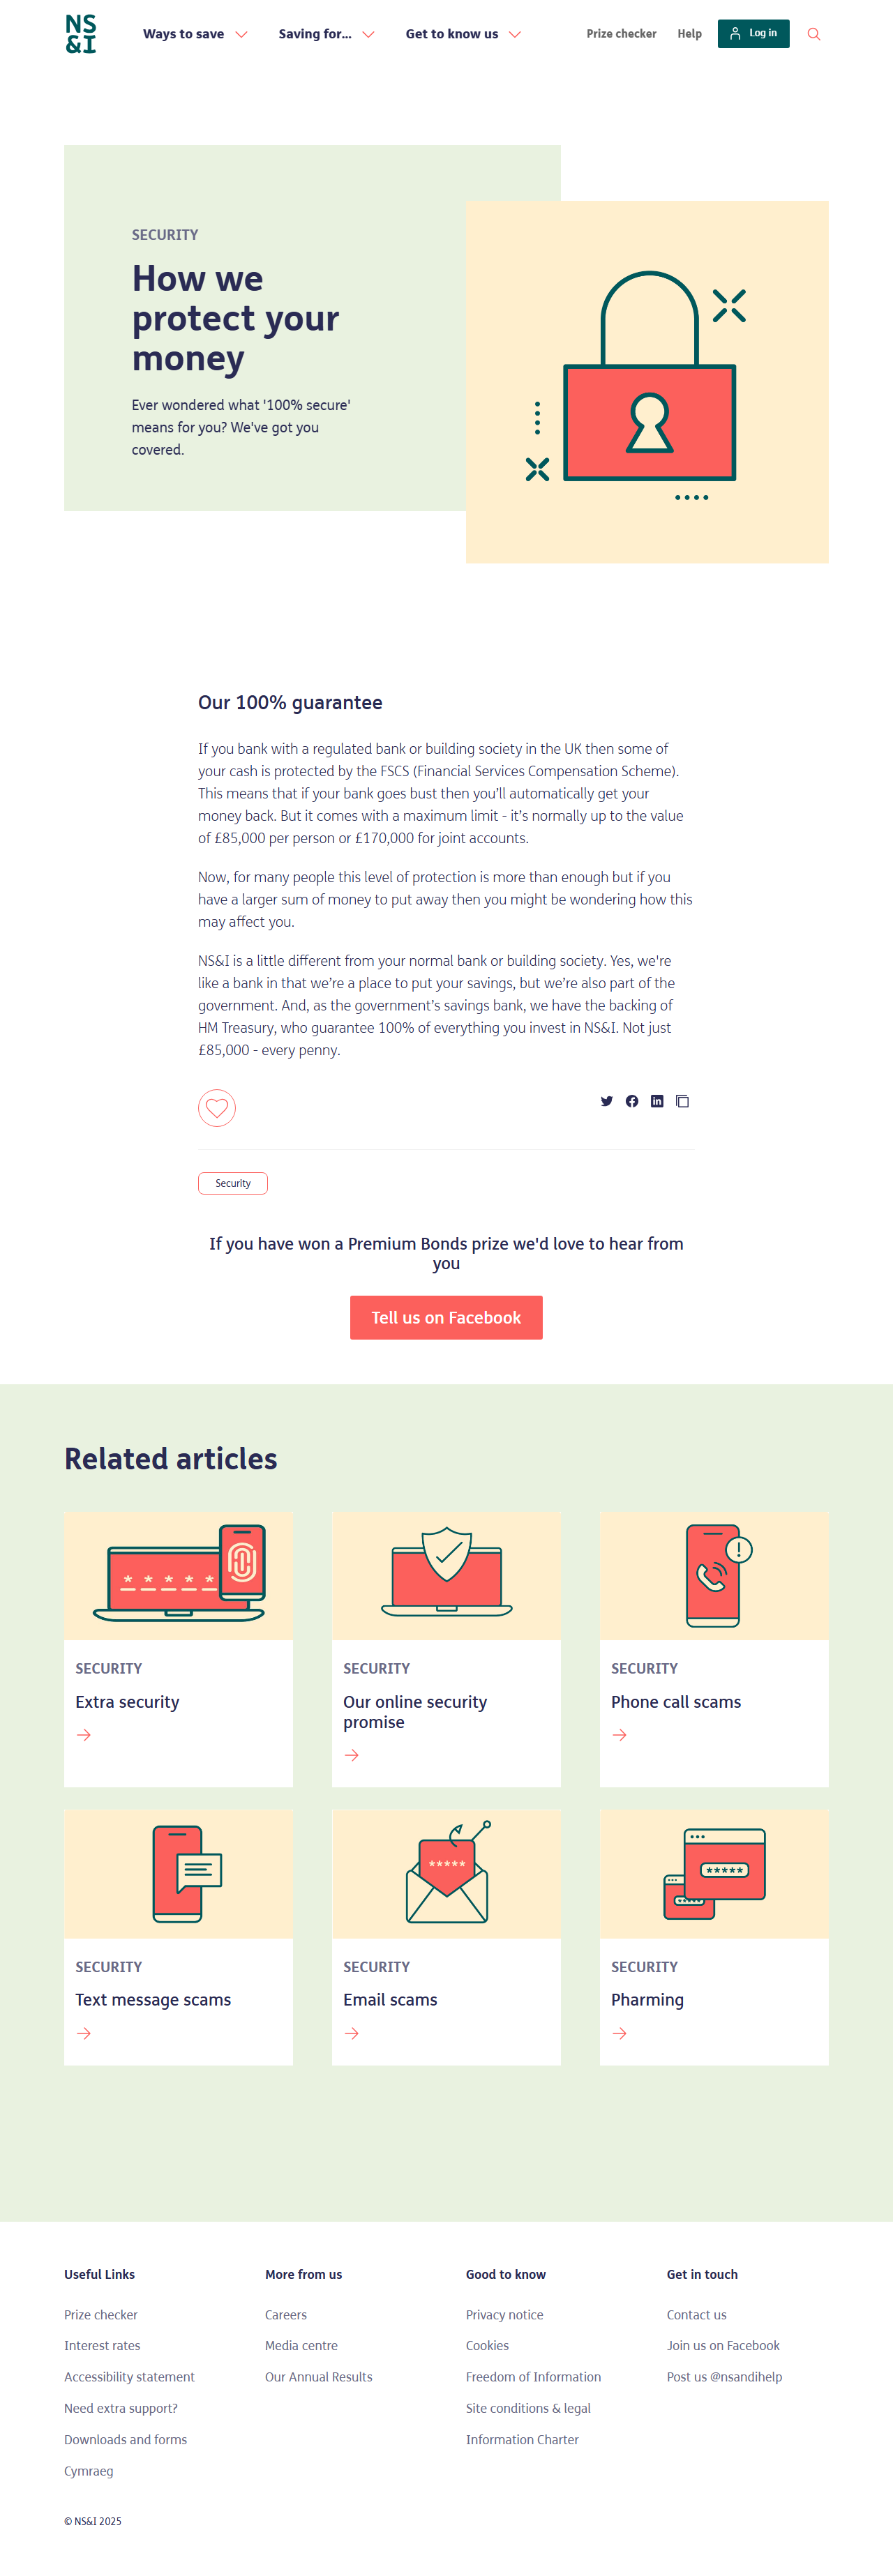 NS
&I
Ways to save
Saving for...
Get to know us
Prize checker
Help
Log in
SECURITY
How we
protect your
money
Ever wondered what '100% secure'
means for you? We've got you
covered.
Our 100% guarantee
If you bank with a regulated bank or building society in the UK then some of
your cash is protected by the FSCS (Financial Services Compensation Scheme).
This means that if your bank goes bust then you’ll automatically get your
money back. But it comes with a maximum limit - it’s normally up to the value
of £85,000 per person or £170,000 for joint accounts.
Now, for many people this level of protection is more than enough but if you
have a larger sum of money to put away then you might be wondering how this
may affect you.
NS&I is a little different from your normal bank or building society. Yes, we're
like a bank in that we’re a place to put your savings, but we’re also part of the
government. And, as the government’s savings bank, we have the backing of
HM Treasury, who guarantee 100% of everything you invest in NS&I. Not just
£85,000 - every penny.
Security
If you have won a Premium Bonds prize we'd love to hear from
you
Tell us on Facebook
Related articles
SECURITY
Extra security
SECURITY
Our online security
promise
SECURITY
Phone call scams
SECURITY
Text message scams
SECURITY
Email scams
SECURITY
Pharming
Useful Links
Prize checker
Interest rates
Accessibility statement
Need extra support?
Downloads and forms
Cymraeg
More from us
Careers
Media centre
Our Annual Results
Good to know
Privacy notice
Cookies
Freedom of Information
Site conditions & legal
Information Charter
Get in touch
Contact us
Join us on Facebook
Post us @nsandihelp
© NS&I 2025